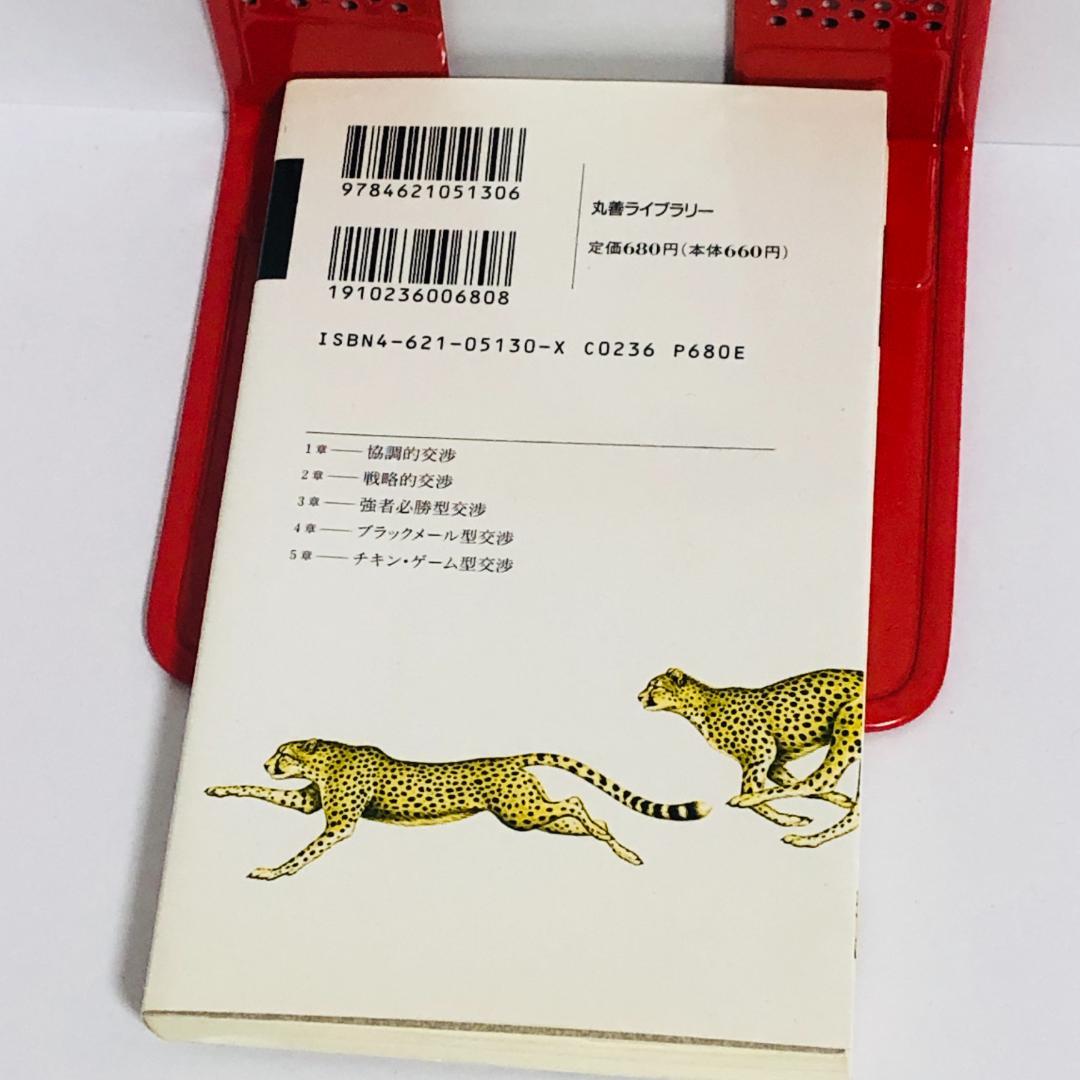 9784621051306
丸善ライブラリー
定価680円(本体660円)
1910236006808
ISBN4-621-05130-X C0236 P680E
1章――協調的交渉
2章――戦略的交渉
3章――強者必勝型交渉
4章――ブラックメール型交渉
5章――チキン・ゲーム型交渉